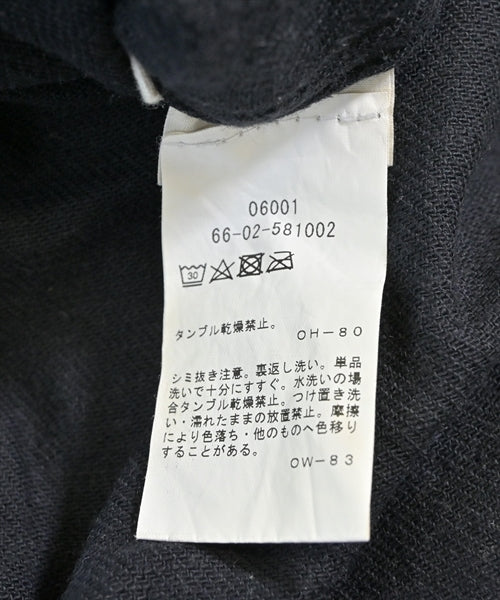 06001
66-02-581002
30
タンブル乾燥禁止。 OH-80
シミ抜き注意。裏返し洗い。単品
洗いで十分にすすぐ。水洗いの場
合タンブル乾燥禁止。つけ置き洗
い・濡れたままの放置禁止。摩擦
により色落ち・他のものへ色移り
することがある。
OW-83